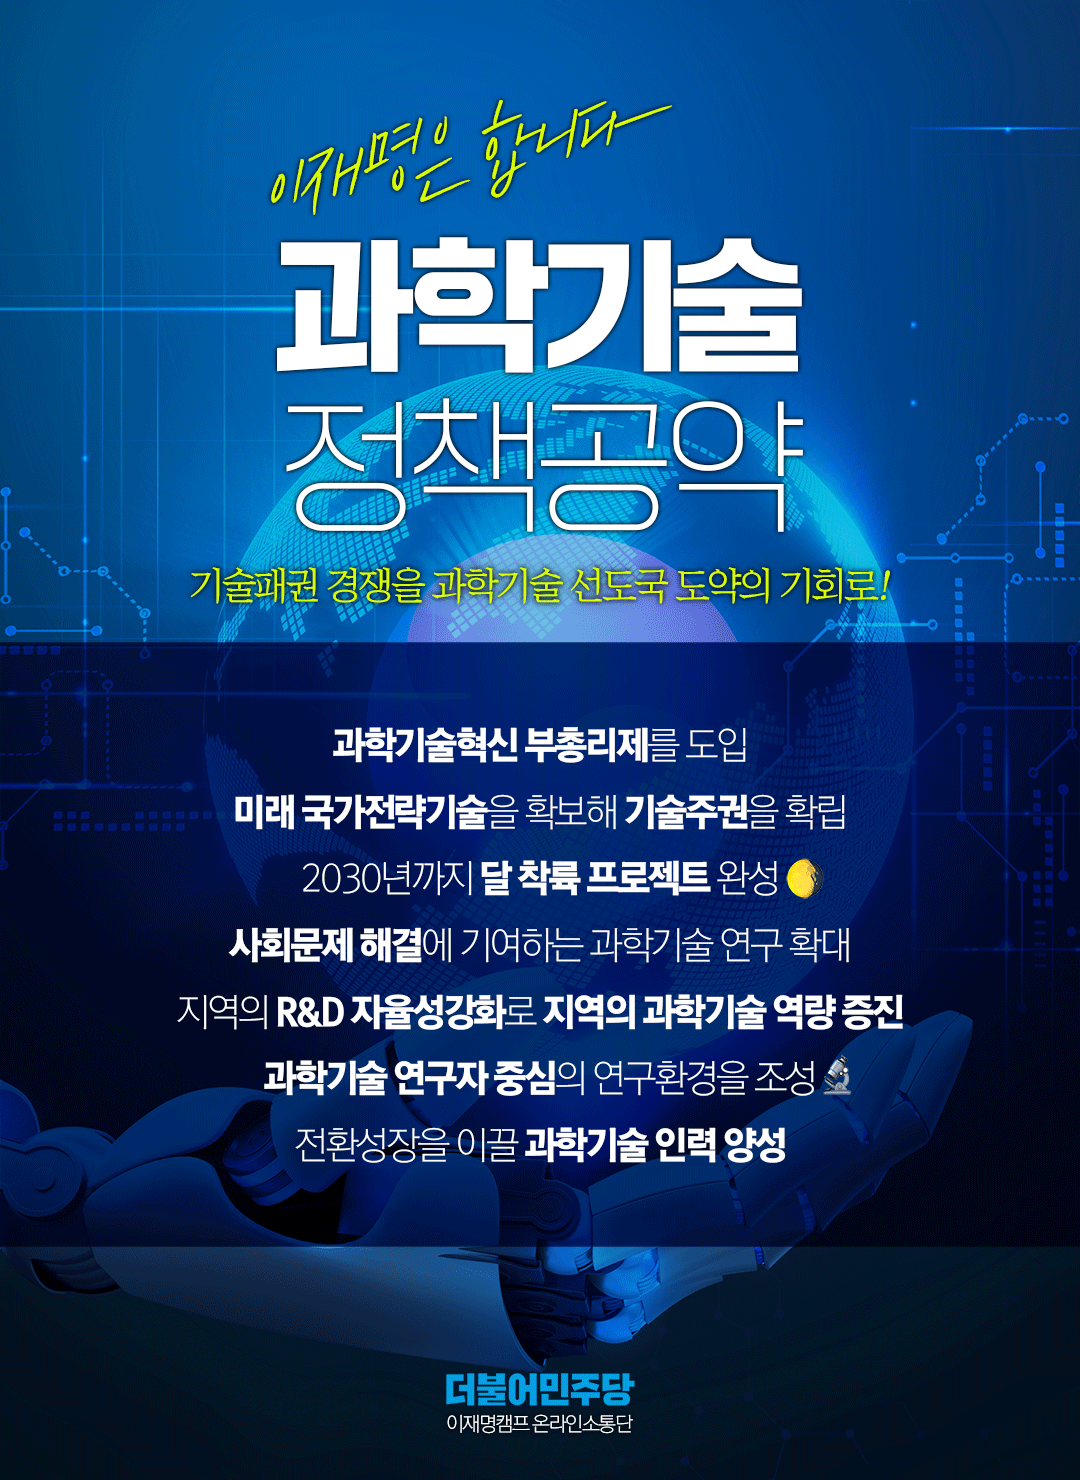 이재명은 합니다
과학기술
정책공약
기술패권 경쟁을 과학기술 선도국 도약의 기회로!
과학기술혁신 부총리제를 도입
미래 국가전략기술을 확보해 기술주권을 확립
2030년까지 달 착륙 프로젝트 완성
사회문제 해결에 기여하는 과학기술 연구 확대
지역의 R&D 자율성강화로 지역의 과학기술 역량 증진
과학기술 연구자 중심의 연구환경을 조성
전환성장을 이끌 과학기술 인력 양성
더불어민주당
이재명캠프 온라인소통단